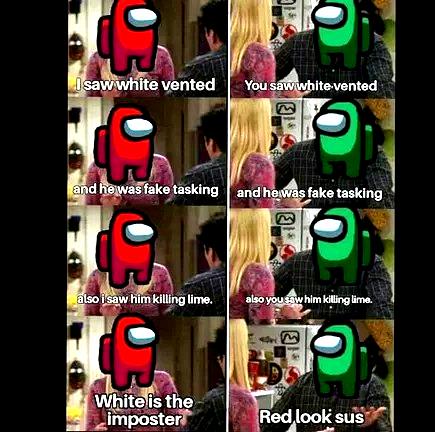 I saw white vented
You saw white vented
and he was fake tasking
and he was fake tasking
also i saw him killing lime.
also you saw him killing lime.
White is the
imposter
Red look sus